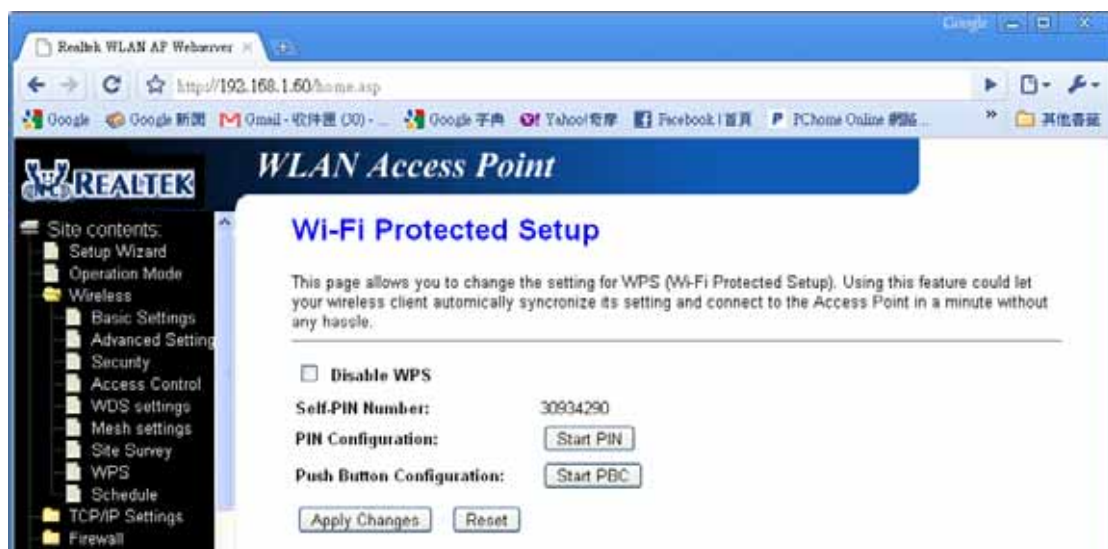 Google
Realtek WLAN AP Webserver
http://192.168.1.60/home.asp
Google
Google 新聞
Gmail - 收件匣 (30) - ...
Google 字典
Yahoo!奇摩
Facebook | 首頁
PChome Online 網路...
»
其他書籤
REALTEK
WLAN Access Point
Site contents:
Setup Wizard
Operation Mode
Wireless
Basic Settings
Advanced Setting
Security
Access Control
WDS settings
Mesh settings
Site Survey
WPS
Schedule
TCP/IP Settings
Firewall
Wi-Fi Protected Setup
This page allows you to change the setting for WPS (Wi-Fi Protected Setup). Using this feature could let
your wireless client automically syncronize its setting and connect to the Access Point in a minute without
any hassle.
Disable WPS
Self-PIN Number: 30934290
PIN Configuration: Start PIN
Push Button Configuration: Start PBC
Apply Changes Reset